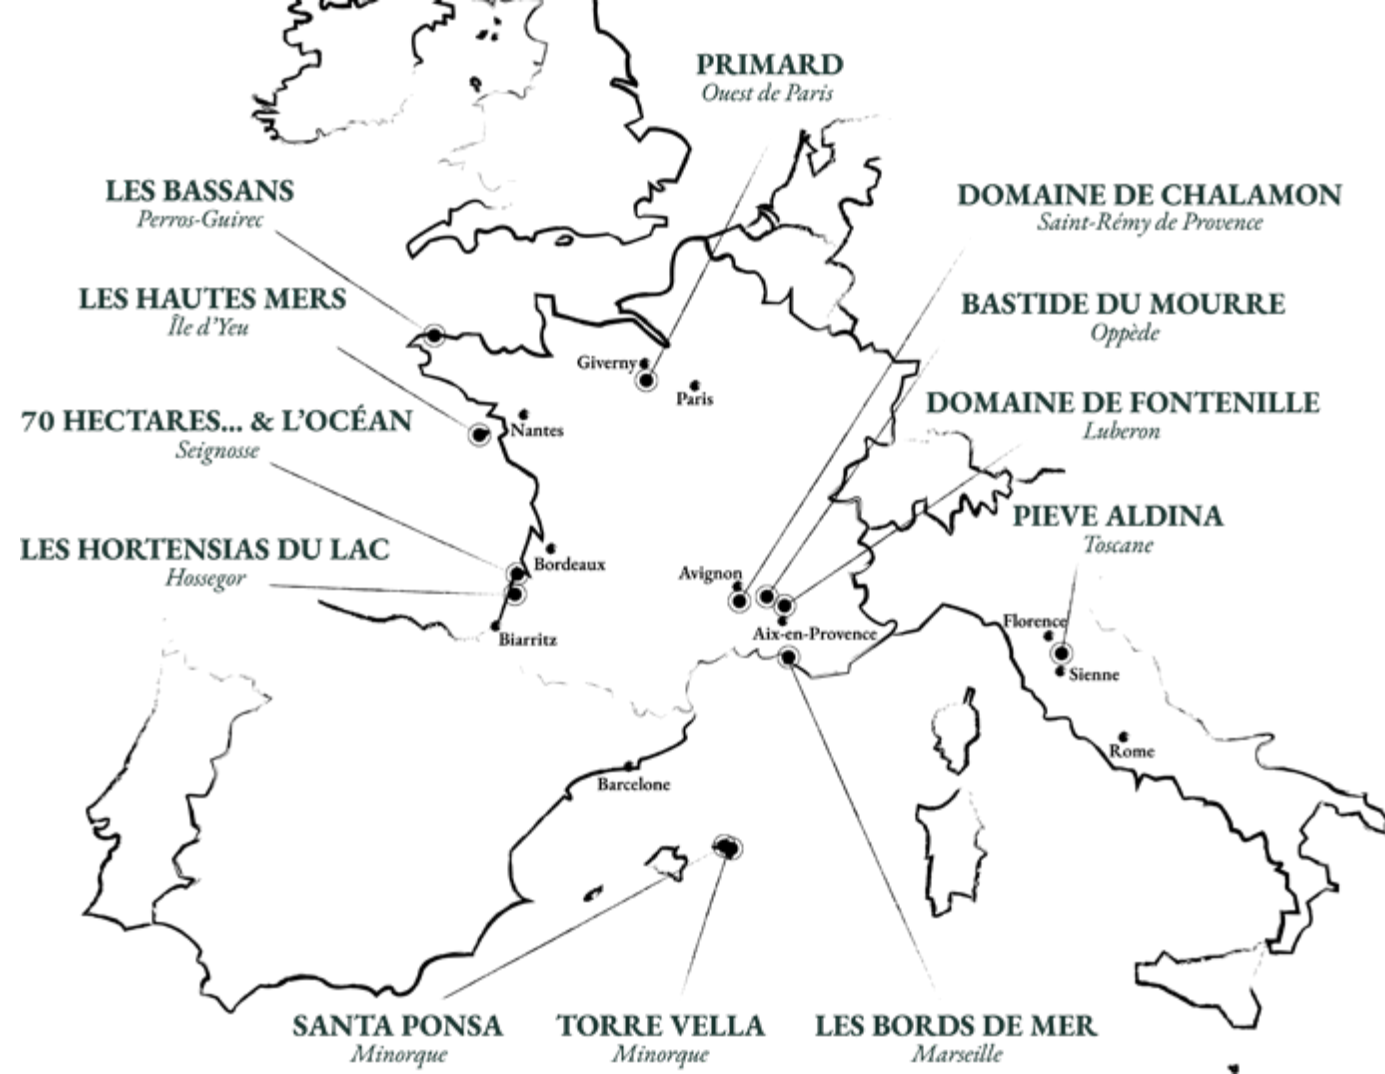 PRIMARD
Ouest de Paris
LES BASSANS
Perros-Guirec
DOMAINE DE CHALAMON
Saint-Rémy de Provence
LES HAUTES MERS
Île d'Yeu
BASTIDE DU MOURRE
Oppède
Giverny
Paris
70 HECTARES... & L'OCÉAN
Seignosse
Nantes
DOMAINE DE FONTENILLE
Luberon
PIEVE ALDINA
Toscane
LES HORTENSIAS DU LAC
Hossegor
Bordeaux
Avignon
Biarritz
Aix-en-Provence
Florence
Sienne
Rome
Barcelone
SANTA PONSA
Minorque
TORRE VELLA
Minorque
LES BORDS DE MER
Marseille